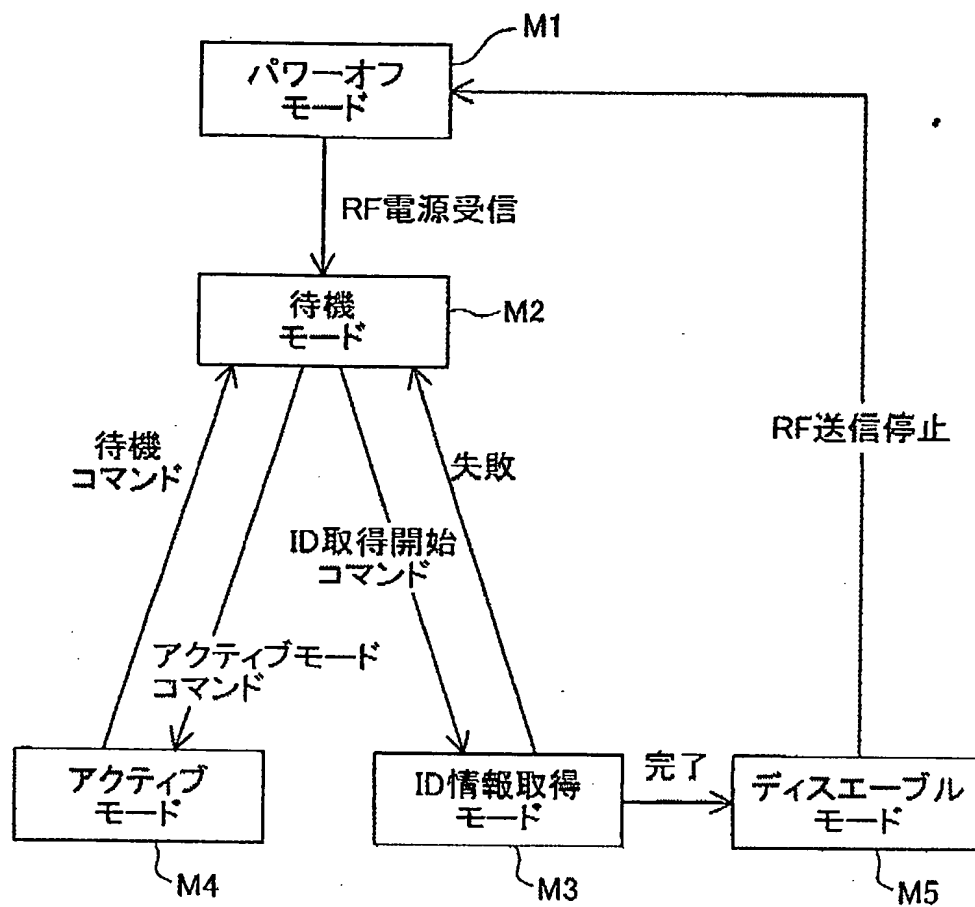 M1
パワーオフ
モード
RF電源受信
待機
モード
M2
待機
コマンド
失敗
RF送信停止
ID取得開始
コマンド
アクティブモード
コマンド
アクティブ
モード
ID情報取得
モード
完了
ディスエーブル
モード
M4
M3
M5